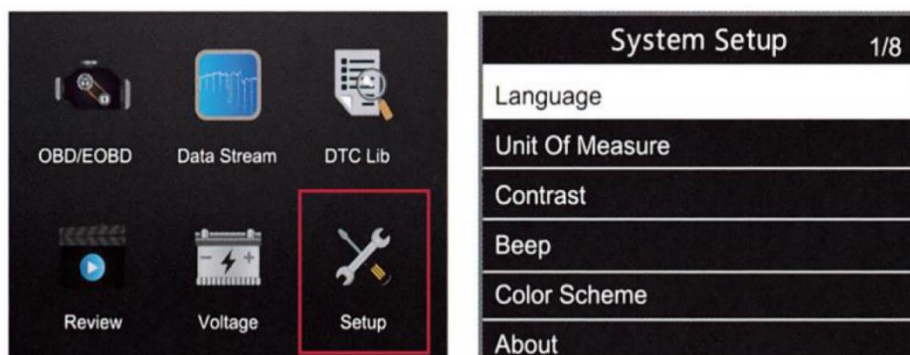 OBD/EOBD Data Stream DTC Lib
Review Voltage Setup
System Setup 1/8
Language
Unit Of Measure
Contrast
Beep
Color Scheme
About